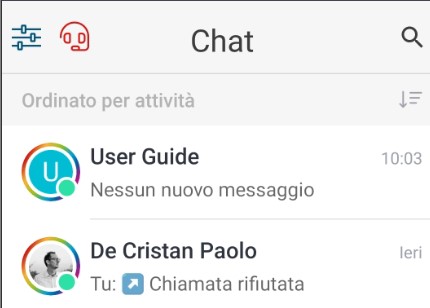 Chat
Ordinato per attività
U
User Guide
10:03
Nessun nuovo messaggio
De Cristan Paolo
Ieri
Tu: ↗ Chiamata rifiutata